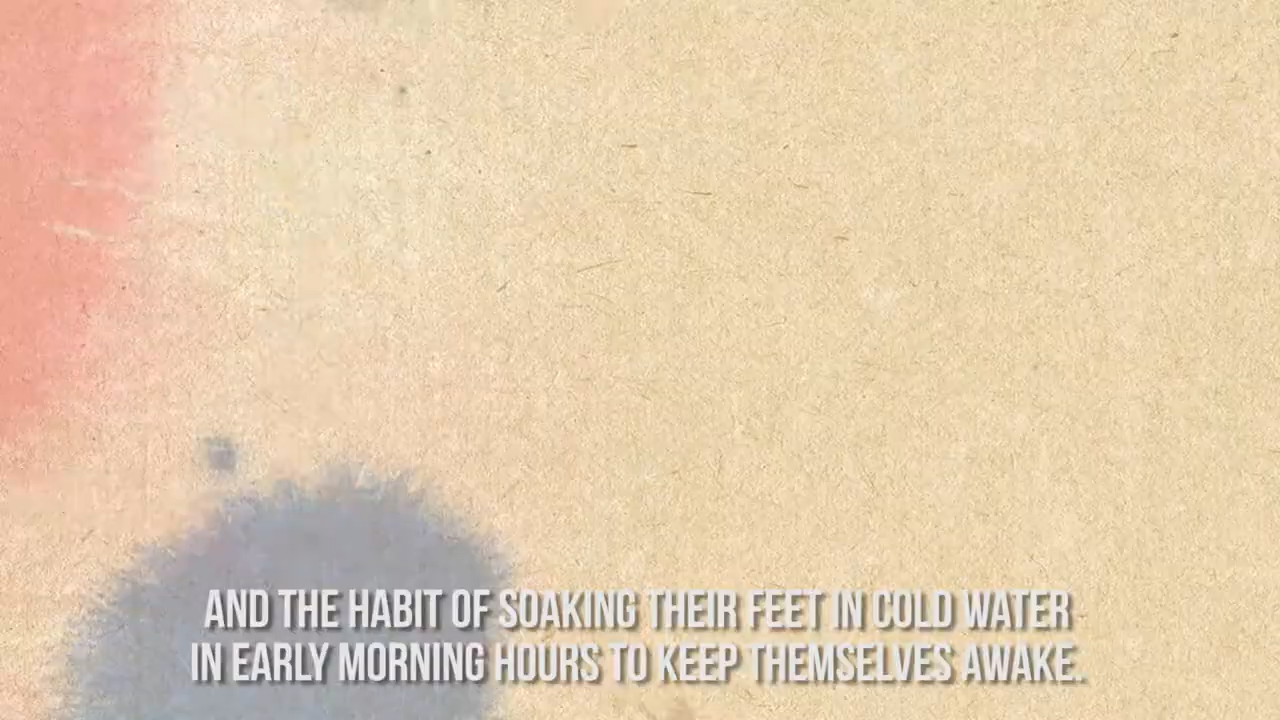 AND THE HABIT OF SOAKING THEIR FEET IN COLD WATER
IN EARLY MORNING HOURS TO KEEP THEMSELVES AWAKE.